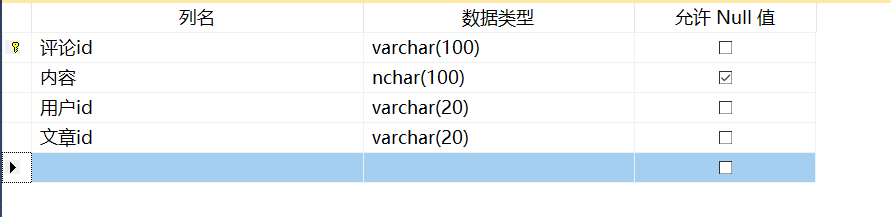 列名 数据类型 允许 Null 值
评论id varchar(100)
内容 nchar(100)
用户id varchar(20)
文章id varchar(20)